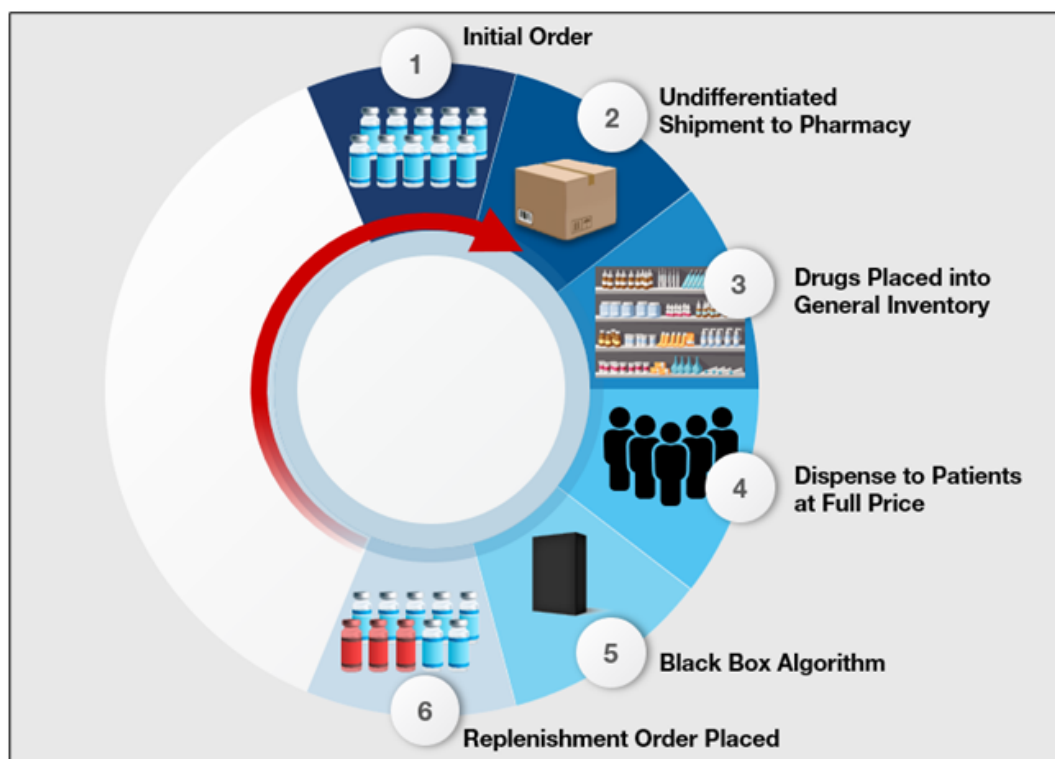 1
Initial Order
2
Undifferentiated
Shipment to Pharmacy
3
Drugs Placed into
General Inventory
4
Dispense to Patients
at Full Price
5
Black Box Algorithm
6
Replenishment Order Placed